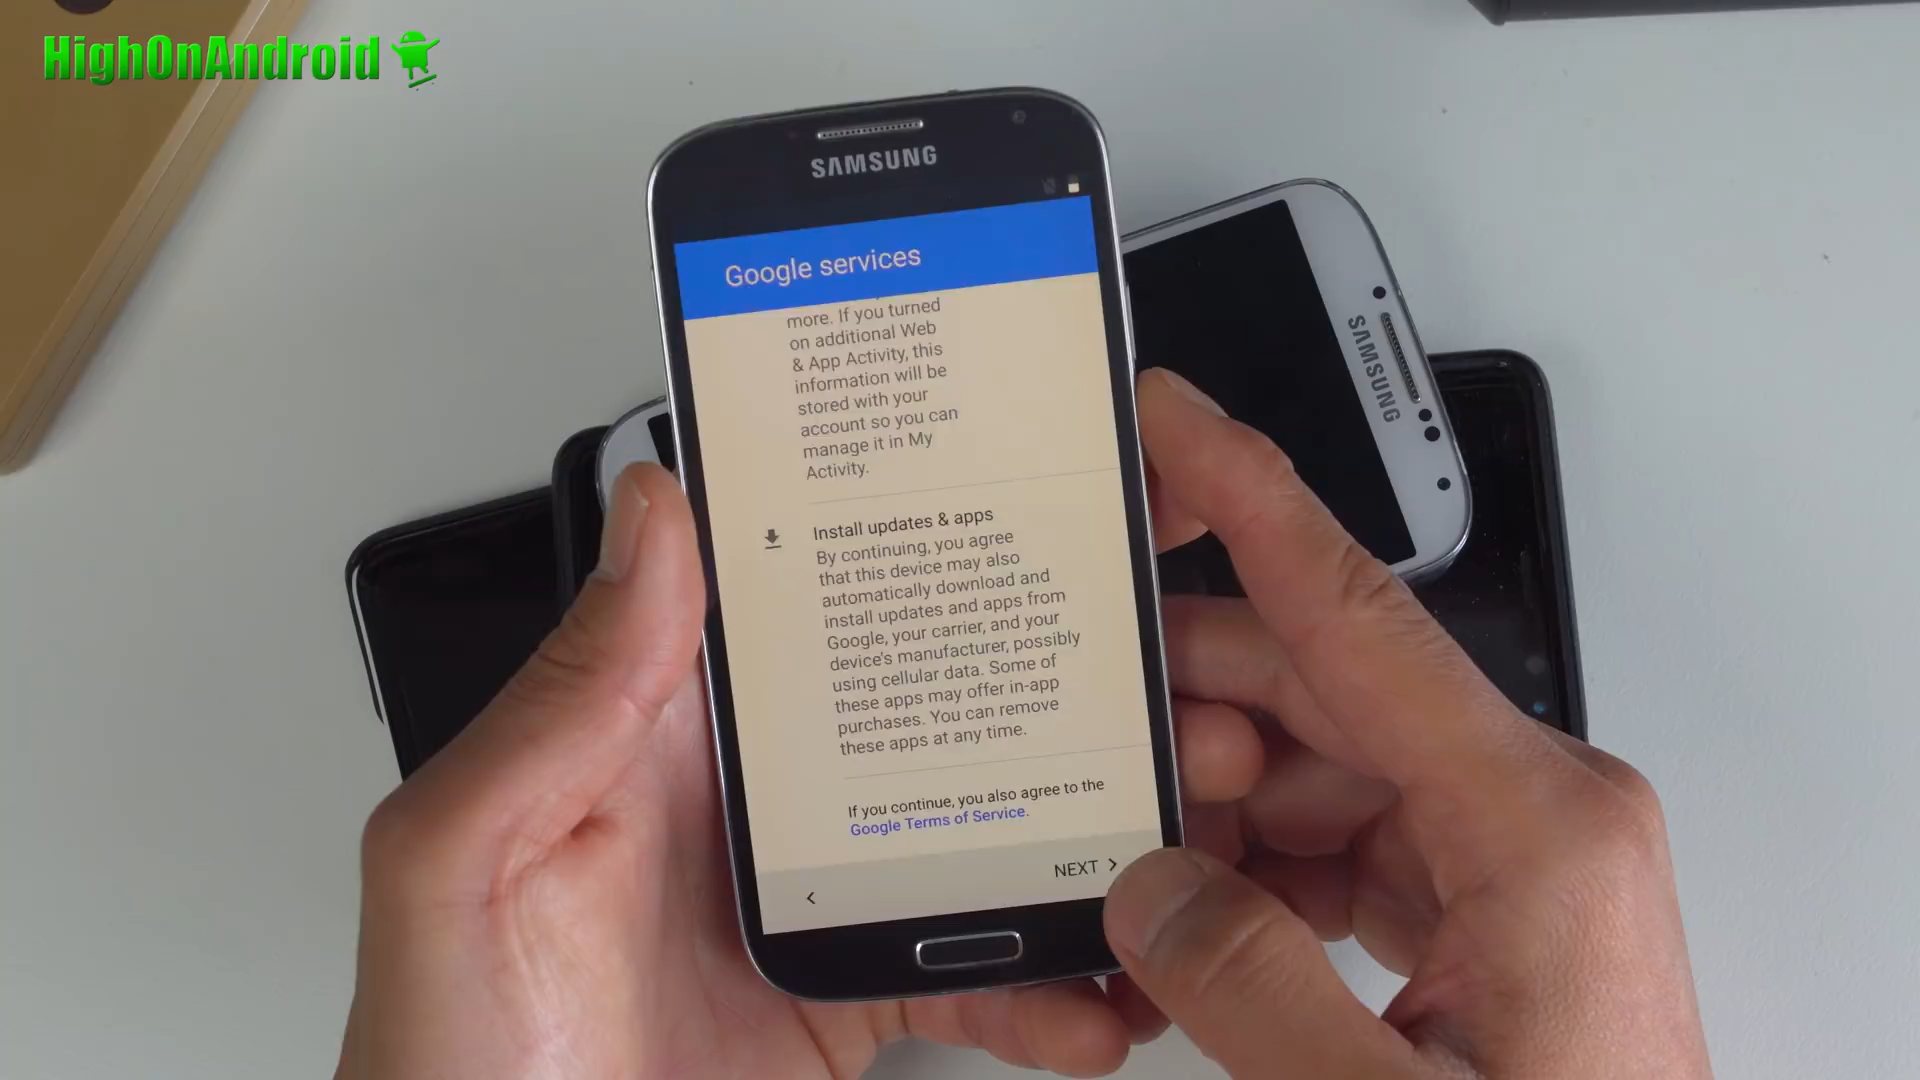 HighOnAndroid
SAMSUNG
Google services
more. If you turned
on additional Web
& App Activity, this
information will be
stored with your
account so you can
manage it in My
Activity.
Install updates & apps
By continuing, you agree
that this device may also
automatically download and
install updates and apps from
Google, your carrier, and your
device's manufacturer, possibly
using cellular data. Some of
these apps may offer in-app
purchases. You can remove
these apps at any time.
If you continue, you also agree to the
Google Terms of Service.
NEXT
SAMSUNG